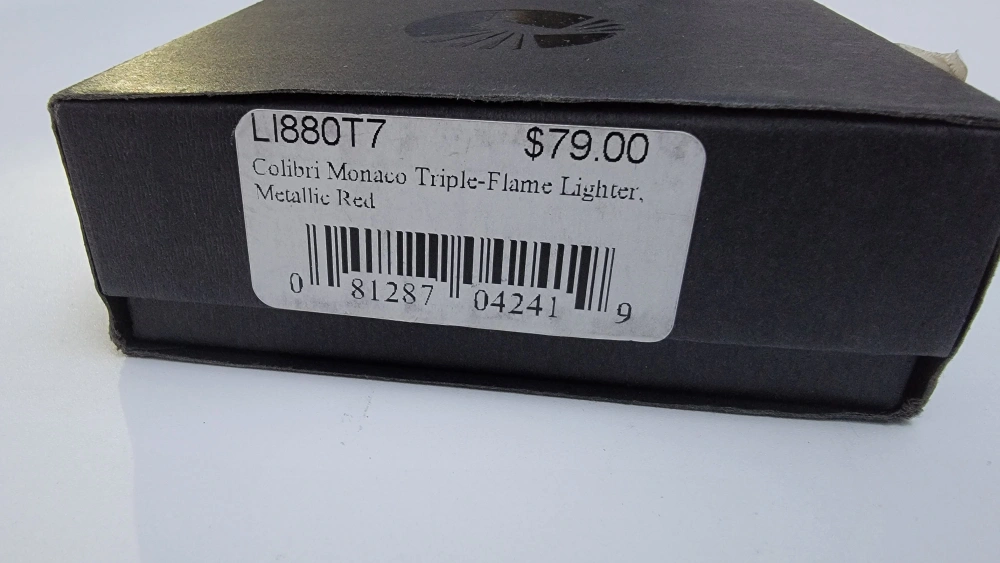 LI880T7 $79.00
Colibri Monaco Triple-Flame Lighter,
Metallic Red
0 81287 04241 9